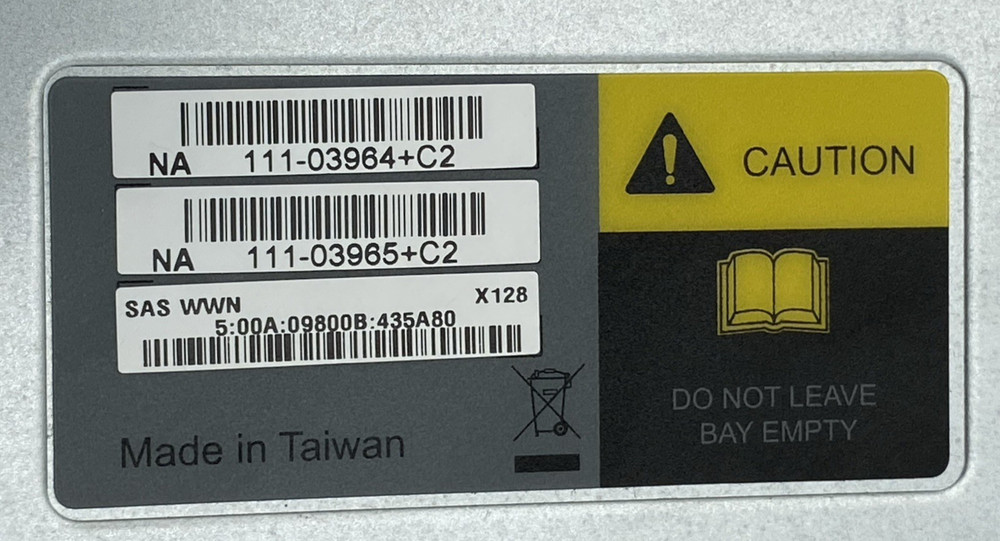 NA 111-03964+C2
NA 111-03965+C2
SAS WWN X128
5:00A:09800B:435A80
Made in Taiwan
CAUTION
DO NOT LEAVE
BAY EMPTY